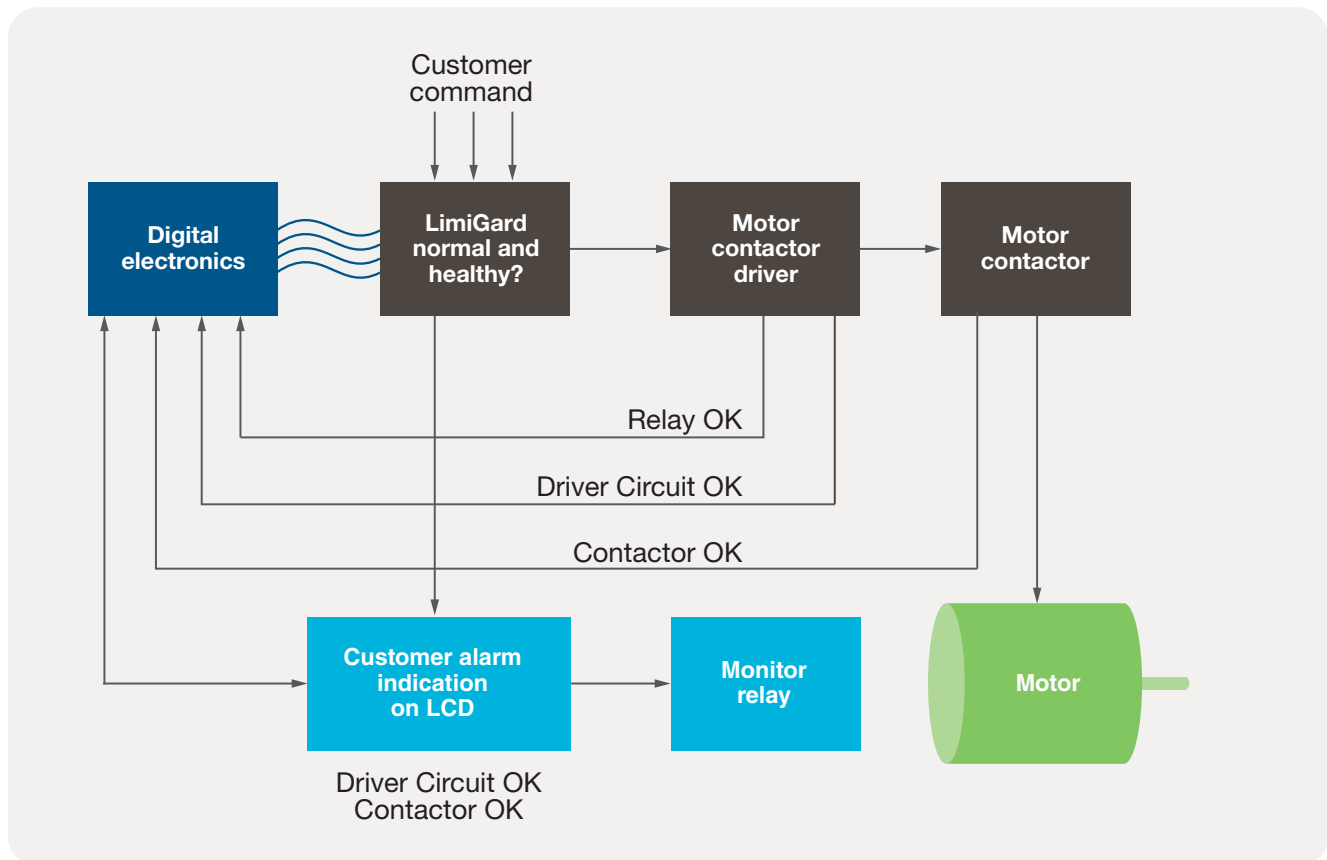 Customer
command
Digital
electronics
LimiGard
normal and
healthy?
Motor
contactor
driver
Motor
contactor
Relay OK
Driver Circuit OK
Contactor OK
Customer alarm
indication
on LCD
Monitor
relay
Motor
Driver Circuit OK
Contactor OK